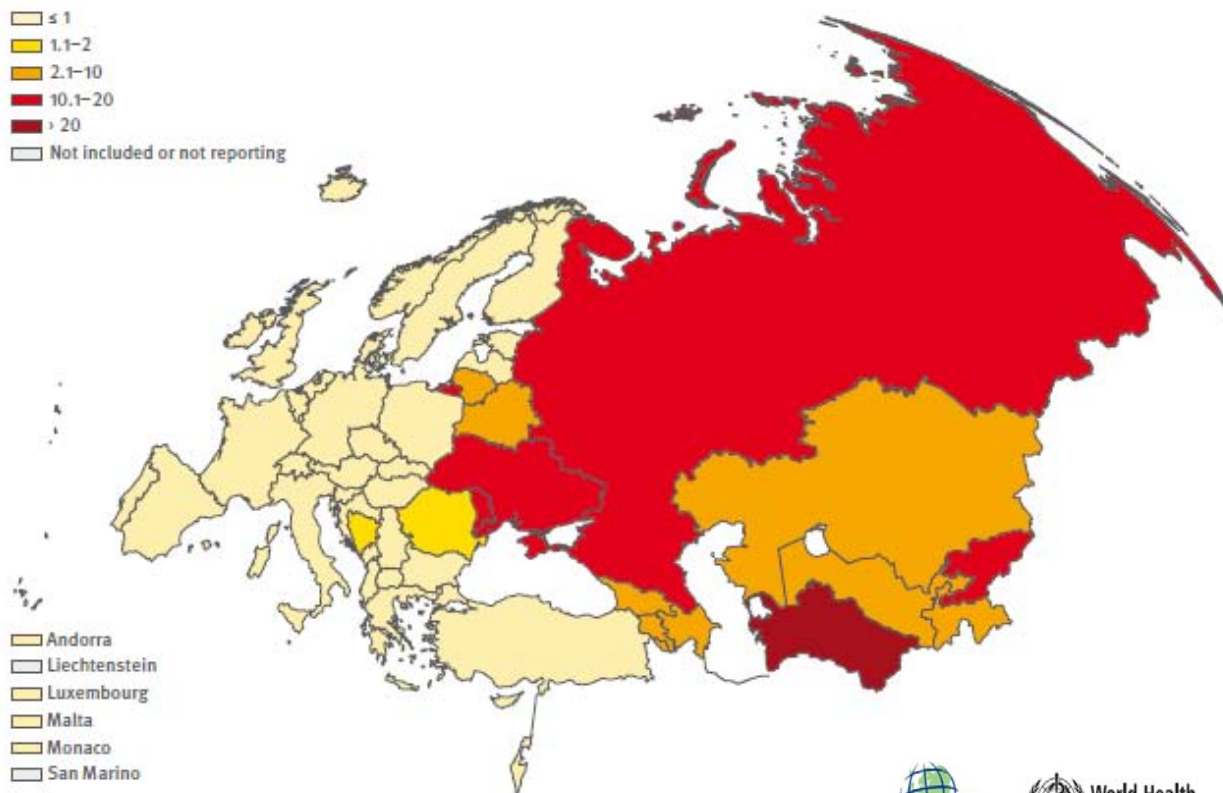 ≤ 1
1.1–2
2.1–10
10.1–20
› 20
Not included or not reporting
Andorra
Liechtenstein
Luxembourg
Malta
Monaco
San Marino
World Health